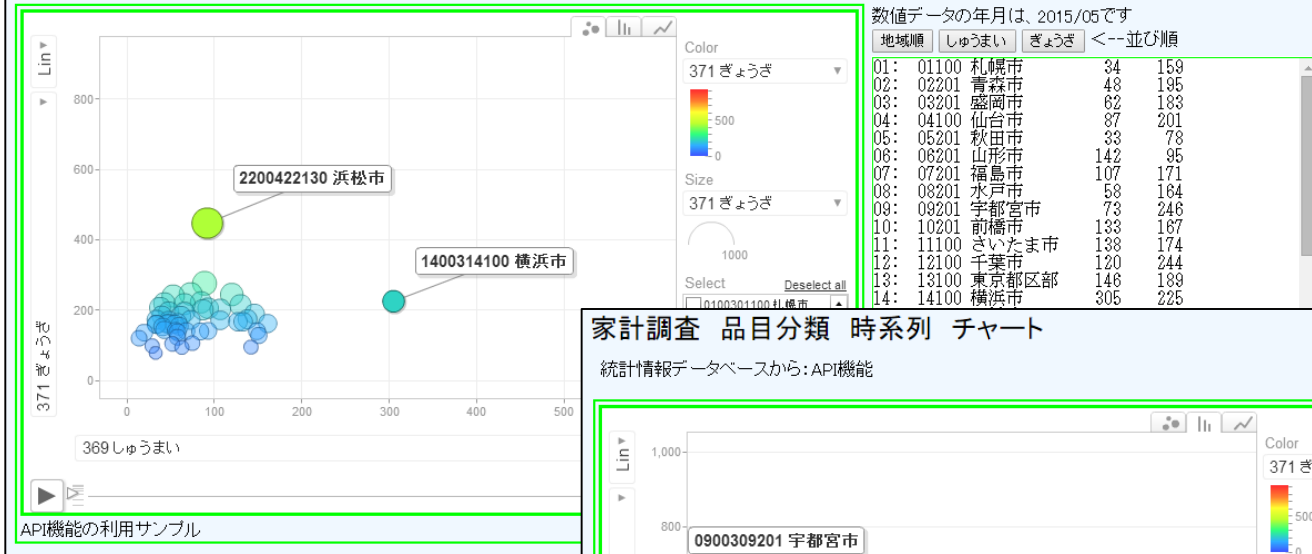 Lin
800
600
400
200
0
371 ぎょうざ
2200422130 浜松市
1400314100 横浜市
0
100
200
300
400
500
369 しゅうまい
API機能の利用サンプル
Color
371 ぎょうざ
500
0
Size
371 ぎょうざ
1000
Select
Deselect all
0100301100 札幌市
数値データの年月は、2015/05です
地域順 しゅうまい ぎょうざ <--並び順
01: 01100 札幌市 34 159
02: 02201 青森市 48 195
03: 03201 盛岡市 62 183
04: 04100 仙台市 87 201
05: 05201 秋田市 33 78
06: 06201 山形市 142 95
07: 07201 福島市 107 171
08: 08201 水戸市 58 164
09: 09201 宇都宮市 73 246
10: 10201 前橋市 133 167
11: 11100 さいたま市 138 174
12: 12100 千葉市 120 244
13: 13100 東京都区部 146 189
14: 14100 横浜市 305 225
家計調査 品目分類 時系列 チャート
統計情報データベースから:API機能
Lin
1,000
800
0900309201 宇都宮市
Color
371 ぎ
500